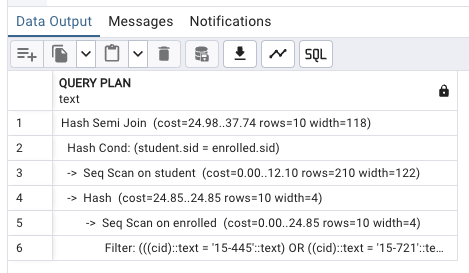 Data Output Messages Notifications
SQL
QUERY PLAN
text
1 Hash Semi Join (cost=24.98..37.74 rows=10 width=118)
2 Hash Cond: (student.sid = enrolled.sid)
3 -> Seq Scan on student (cost=0.00..12.10 rows=210 width=122)
4 -> Hash (cost=24.85..24.85 rows=10 width=4)
5 -> Seq Scan on enrolled (cost=0.00..24.85 rows=10 width=4)
6 Filter: (((cid)::text = '15-445'::text) OR ((cid)::text = '15-721'::te...